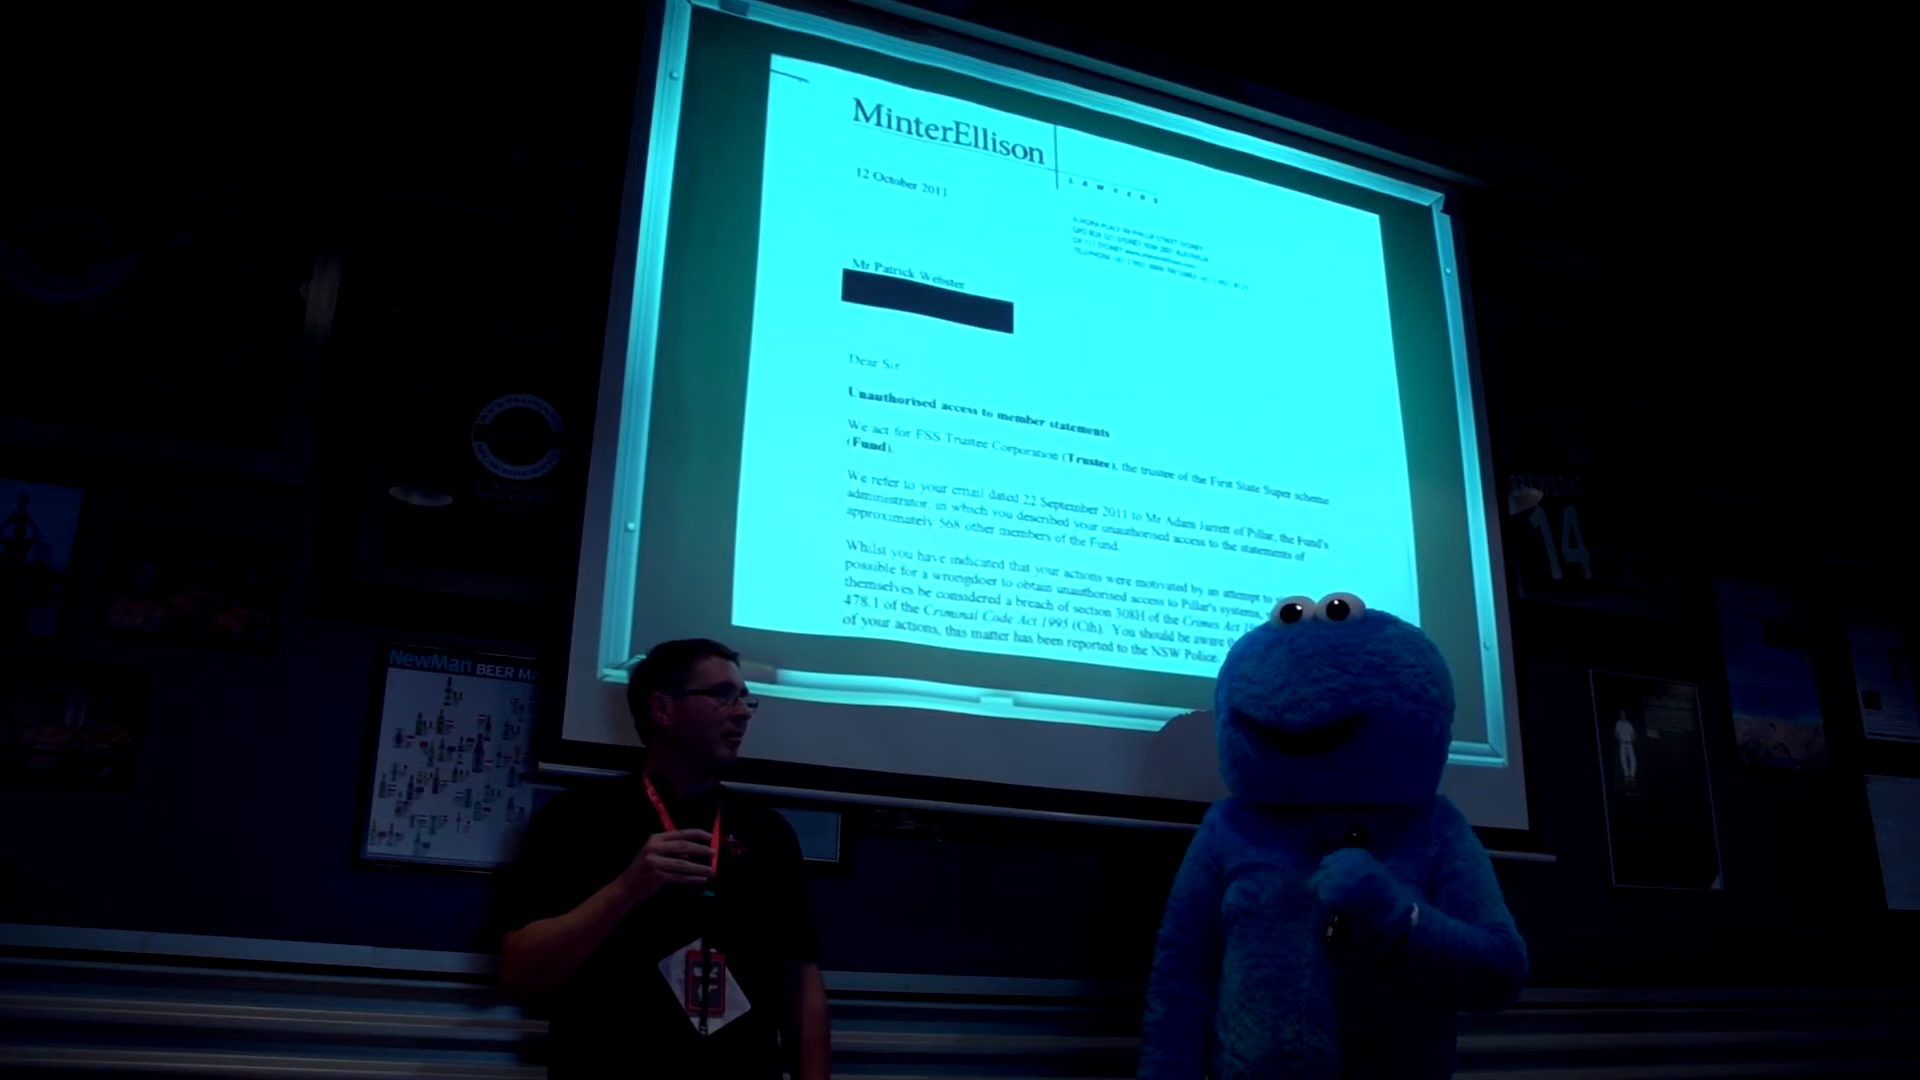 MinterEllison
LAWYERS
12 October 2011
Mr Patrick Webster
Dear Sir
Unauthorised access to member statements
We act for FSS Trustee Corporation (Trustee), the trustee of the First State Super scheme
(Fund).
We refer to your email dated 22 September 2011 to Mr Adam Jarrett of Pillar, the Fund's
administrator, in which you described your unauthorised access to the statements of
approximately 568 other members of the Fund.
Whilst you have indicated that your actions were motivated by an attempt to
possible for a wrongdoer to obtain unauthorised access to Pillar's systems,
themselves be considered a breach of section 308H of the Crimes Act
478.1 of the Criminal Code Act 1995 (Cth). You should be aware
of your actions, this matter has been reported to the NSW Police.
NewMan BEER
14